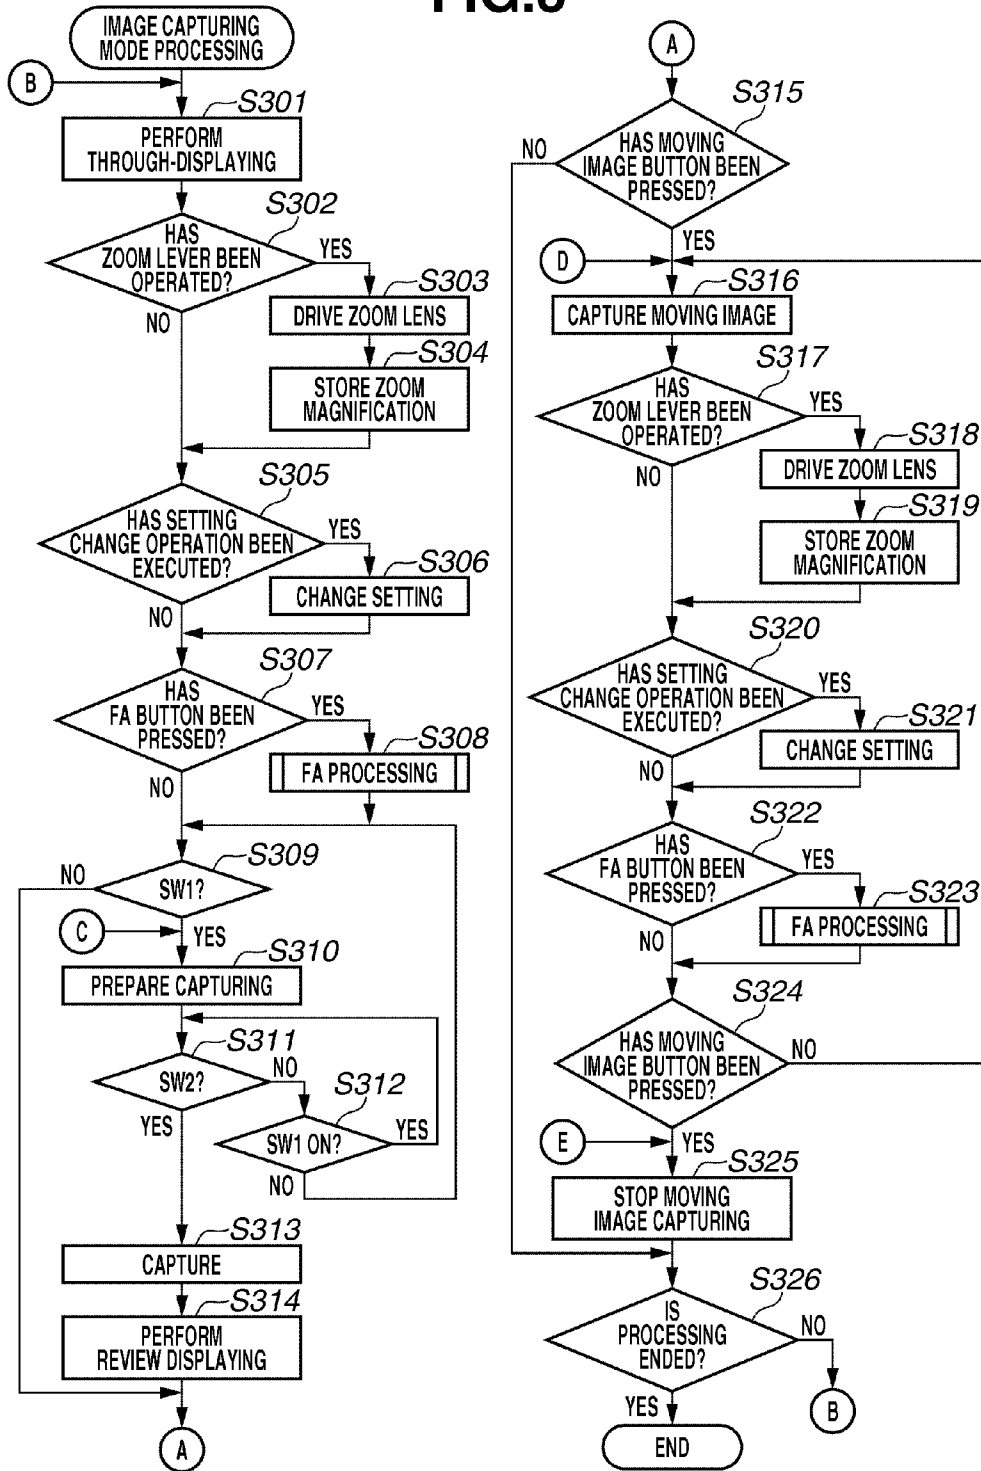 IMAGE CAPTURING
MODE PROCESSING
B
S301
PERFORM
THROUGH-DISPLAYING
S302
HAS
ZOOM LEVER BEEN
OPERATED?
YES
NO
S303
DRIVE ZOOM LENS
S304
STORE ZOOM
MAGNIFICATION
S305
HAS SETTING
CHANGE OPERATION BEEN
EXECUTED?
YES
NO
S306
CHANGE SETTING
S307
HAS
FA BUTTON BEEN
PRESSED?
YES
NO
S308
FA PROCESSING
S309
NO
SW1?
C
YES
S310
PREPARE CAPTURING
S311
SW2?
NO
YES
S312
SW1 ON?
YES
NO
S313
CAPTURE
S314
PERFORM
REVIEW DISPLAYING
A
A
S315
NO
HAS MOVING
IMAGE BUTTON BEEN
PRESSED?
YES
D
S316
CAPTURE MOVING IMAGE
S317
HAS
ZOOM LEVER BEEN
OPERATED?
YES
NO
S318
DRIVE ZOOM LENS
S319
STORE ZOOM
MAGNIFICATION
S320
HAS SETTING
CHANGE OPERATION BEEN
EXECUTED?
YES
NO
S321
CHANGE SETTING
S322
HAS
FA BUTTON BEEN
PRESSED?
YES
NO
S323
FA PROCESSING
S324
HAS MOVING
IMAGE BUTTON BEEN
PRESSED?
NO
E
YES
S325
STOP MOVING
IMAGE CAPTURING
S326
IS
PROCESSING
ENDED?
NO
B
YES
END